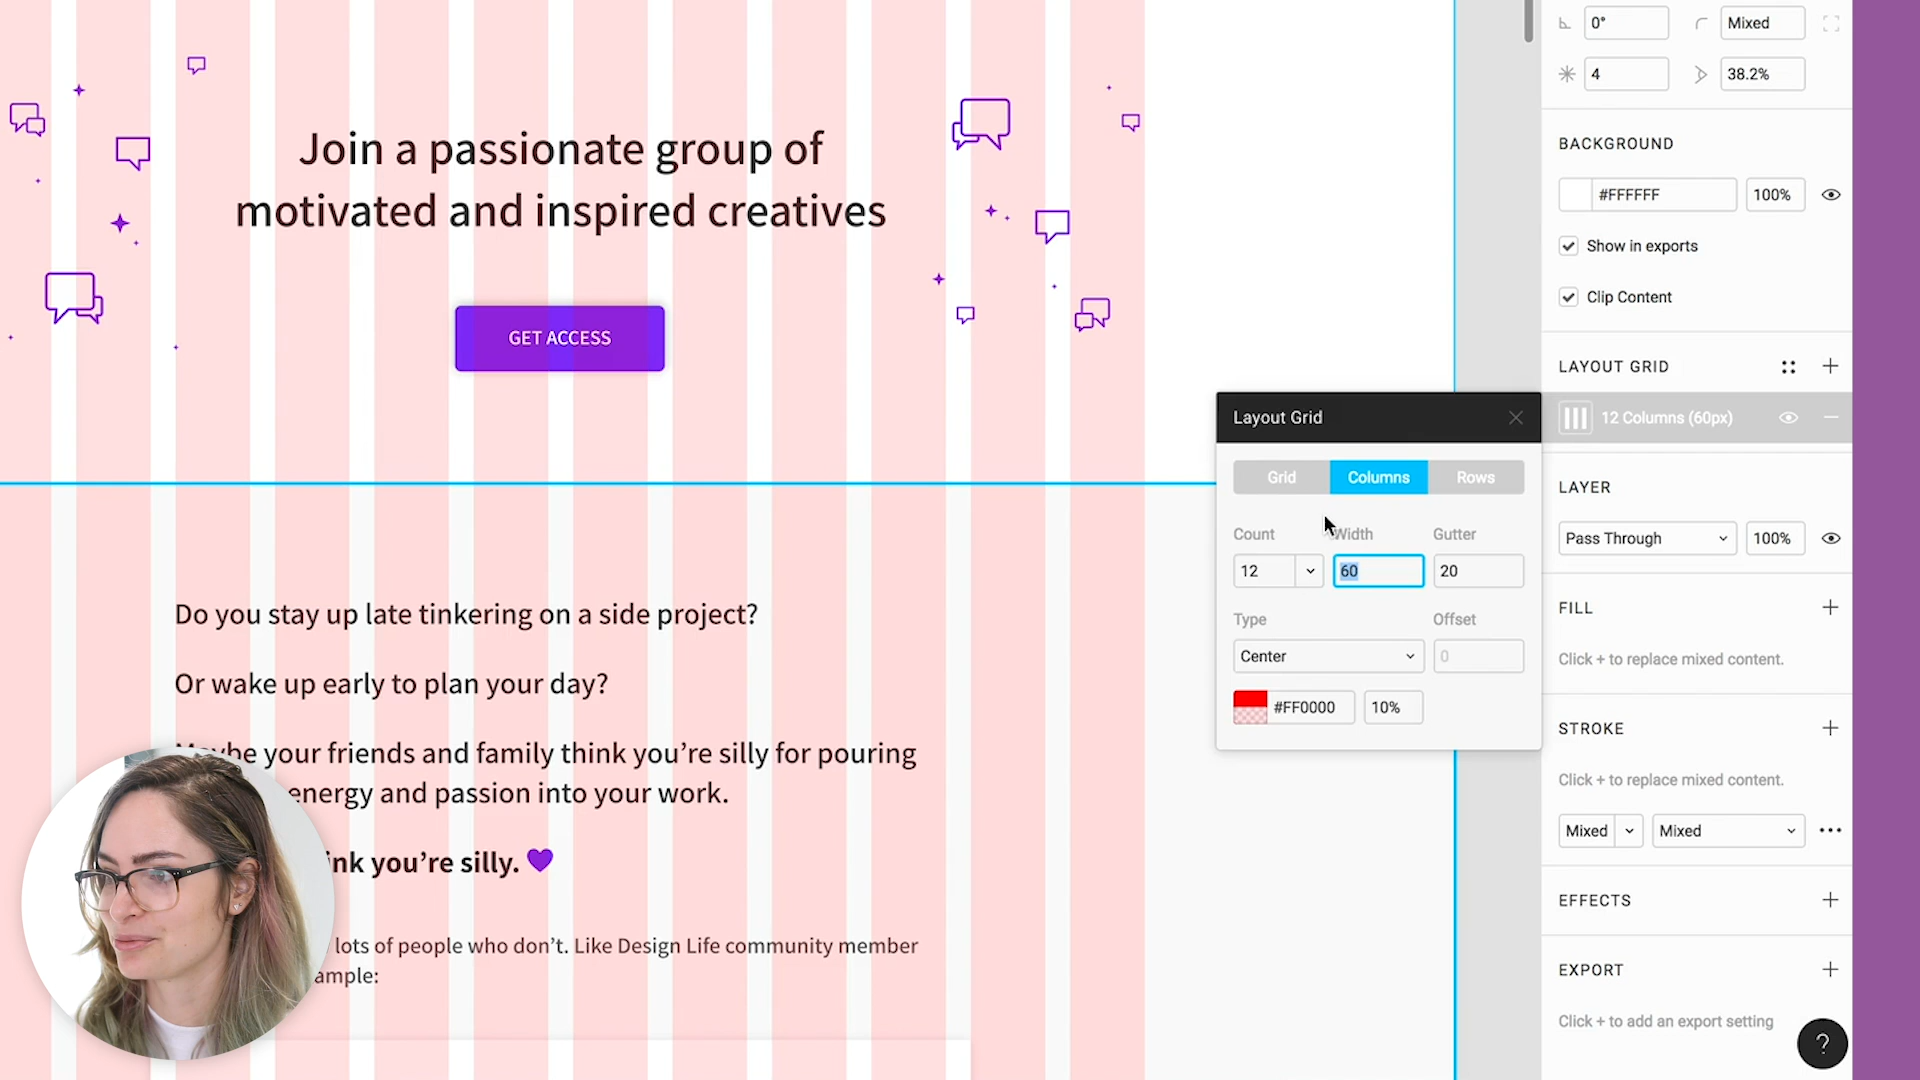 Join a passionate group of
motivated and inspired creatives
GET ACCESS
Do you stay up late tinkering on a side project?
Or wake up early to plan your day?
be your friends and family think you’re silly for pouring
energy and passion into your work.
you’re silly.
lots of people who don’t. Like Design Life community member
Layout Grid
Grid Columns Rows
Count Width Gutter
12 60 20
Type Offset
Center 0
#FF0000 10%
0° Mixed
4 38.2%
BACKGROUND
#FFFFFF 100%
Show in exports
Clip Content
LAYOUT GRID
12 Columns (60px)
LAYER
Pass Through 100%
FILL
Click + to replace mixed content.
STROKE
Click + to replace mixed content.
Mixed Mixed
EFFECTS
EXPORT
Click + to add an export setting
?